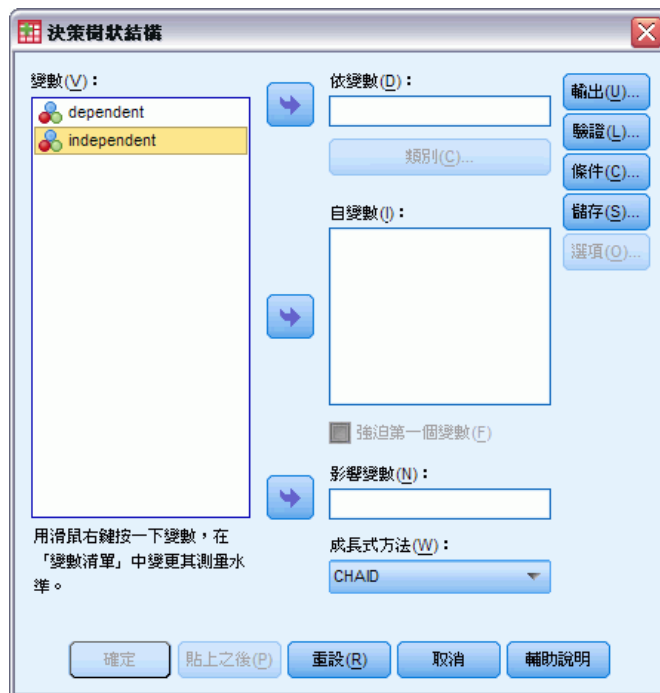 決策樹狀結構
變數(V)：
dependent
independent
用滑鼠右鍵按一下變數，在
「變數清單」中變更其測量水
準。
依變數(D)：
類別(C)...
自變數(I)：
強迫第一個變數(F)
影響變數(N)：
成長式方法(W)：
CHAID
輸出(U)...
驗證(L)...
條件(C)...
儲存(S)...
選項(O)...
確定
貼上之後(P)
重設(R)
取消
輔助說明